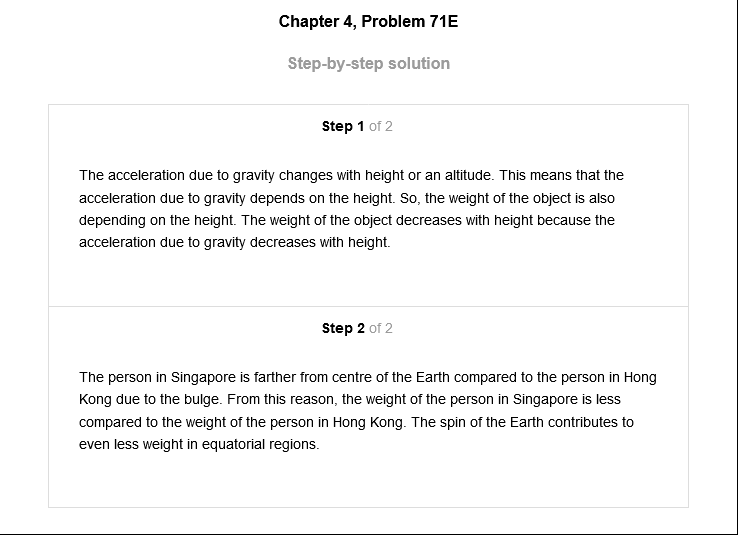 Chapter 4, Problem 71E
Step-by-step solution
Step 1 of 2
The acceleration due to gravity changes with height or an altitude. This means that the
acceleration due to gravity depends on the height. So, the weight of the object is also
depending on the height. The weight of the object decreases with height because the
acceleration due to gravity decreases with height.
Step 2 of 2
The person in Singapore is farther from centre of the Earth compared to the person in Hong
Kong due to the bulge. From this reason, the weight of the person in Singapore is less
compared to the weight of the person in Hong Kong. The spin of the Earth contributes to
even less weight in equatorial regions.